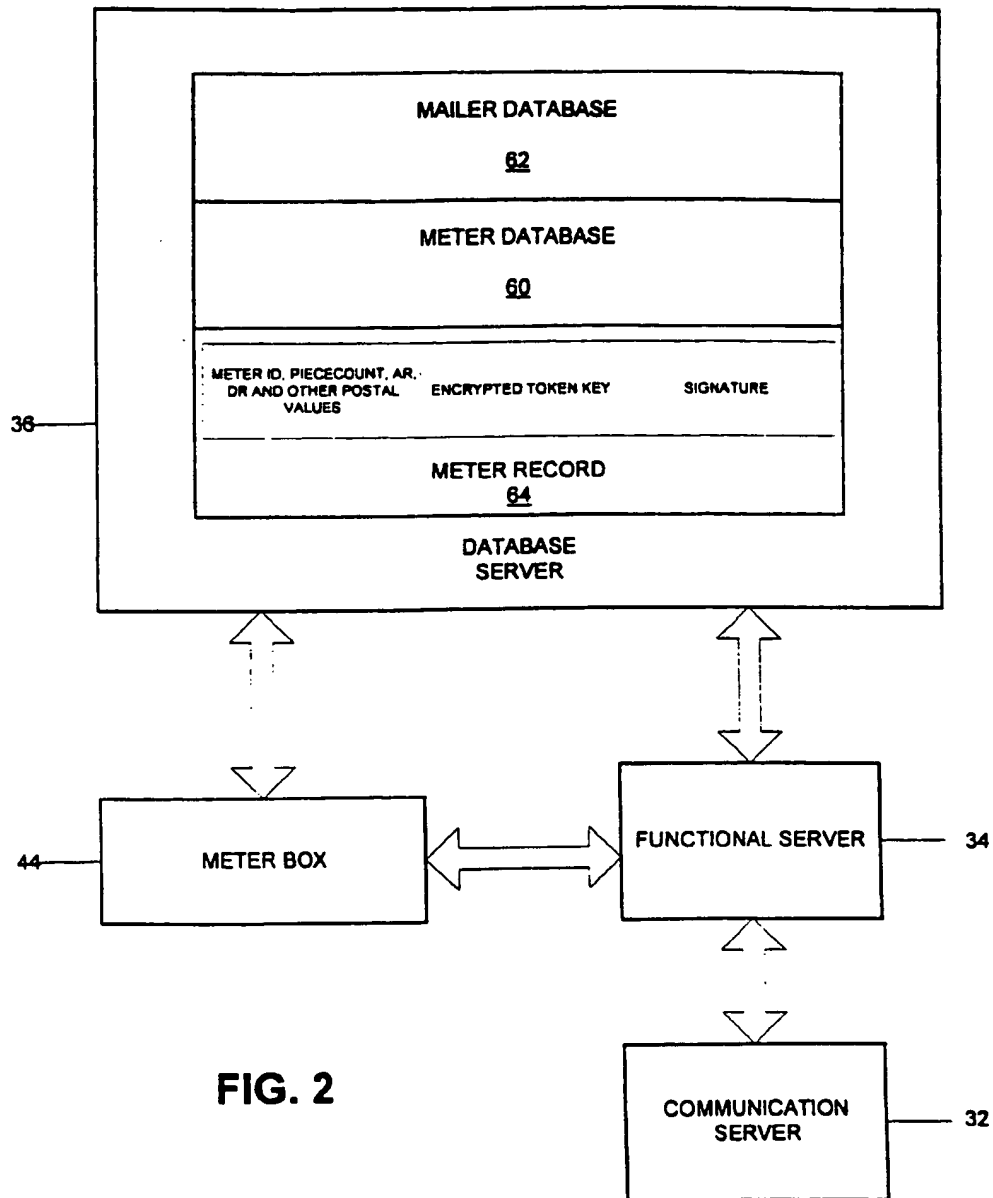 MAILER DATABASE
62
METER DATABASE
60
METER ID, PIECECOUNT, AR,
DR AND OTHER POSTAL
VALUES
ENCRYPTED TOKEN KEY
SIGNATURE
METER RECORD
64
DATABASE
SERVER
36
METER BOX
44
FUNCTIONAL SERVER
34
COMMUNICATION
SERVER
32
FIG. 2